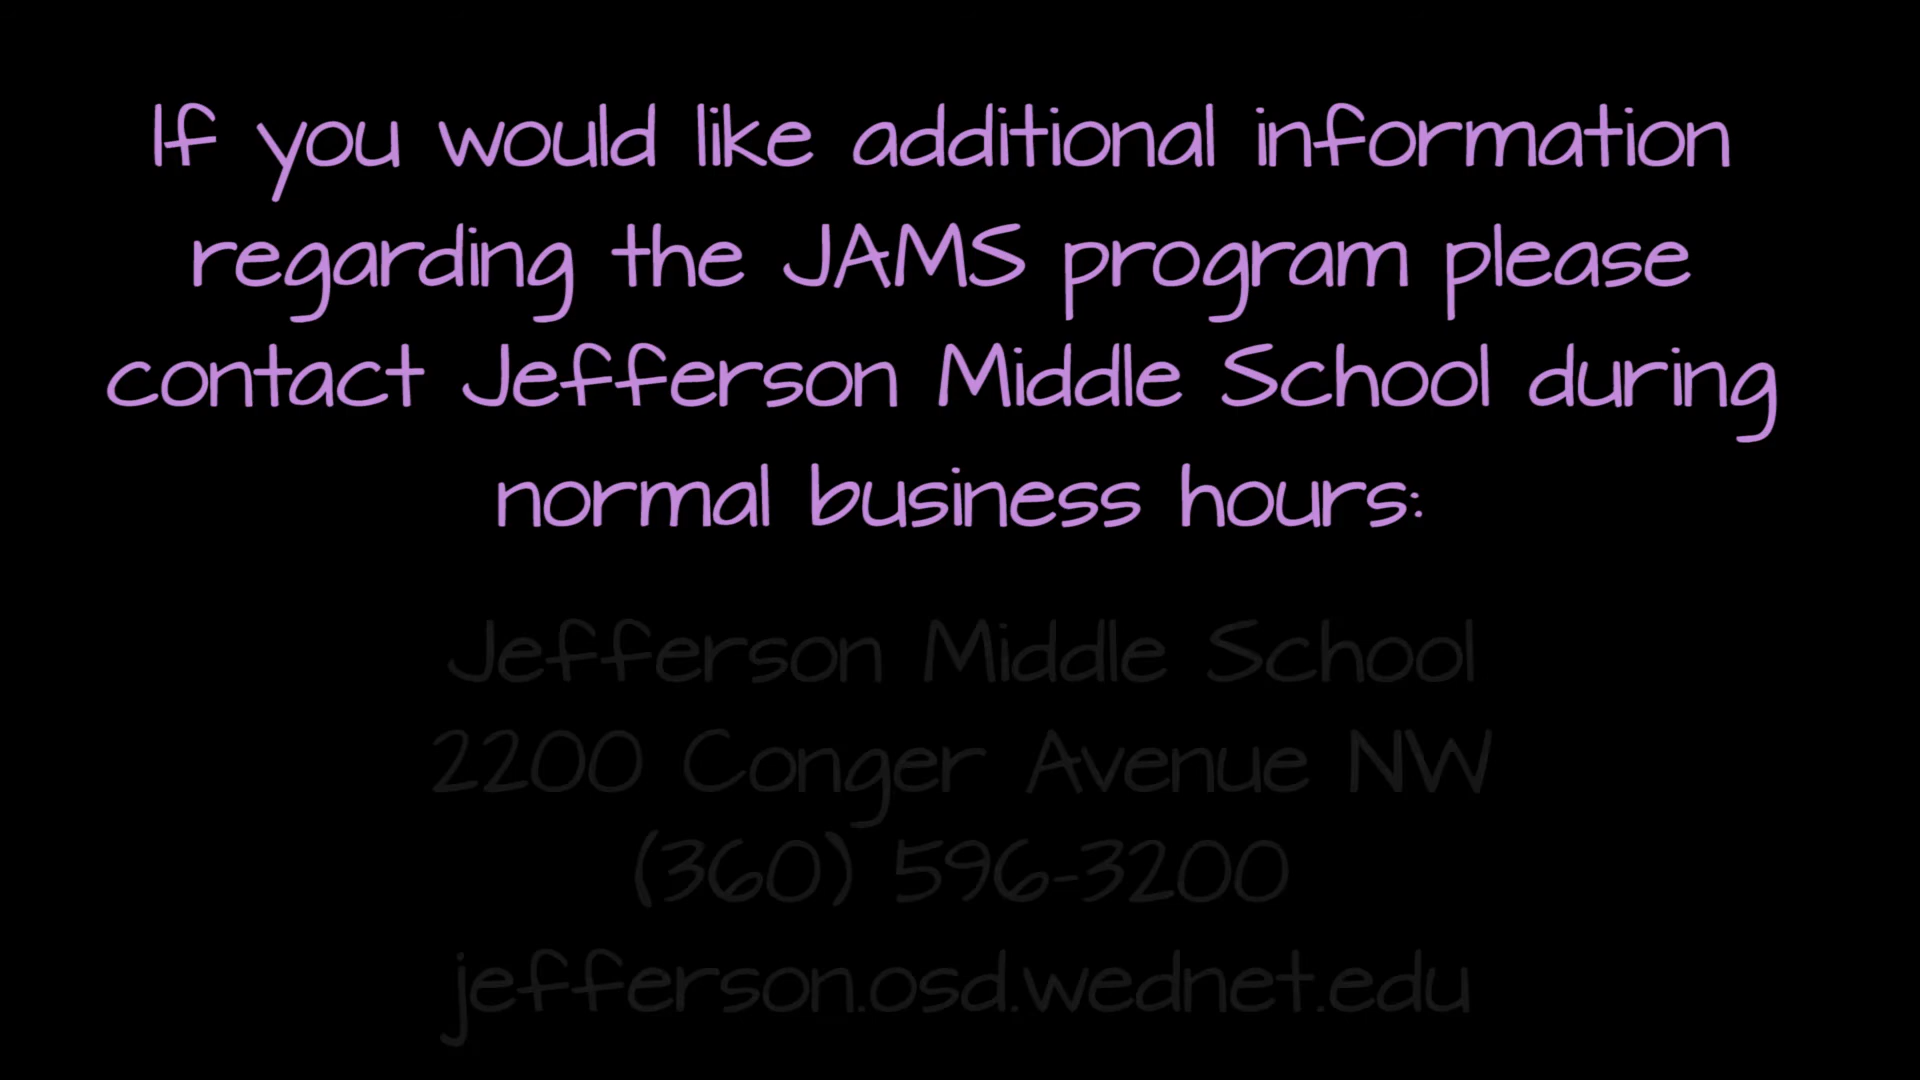 If you would like additional information
regarding the JAMS program please
contact Jefferson Middle School during
normal business hours:
Jefferson Middle School
2200 Conger Avenue NW
(360) 596-3200
jefferson.osd.wednet.edu